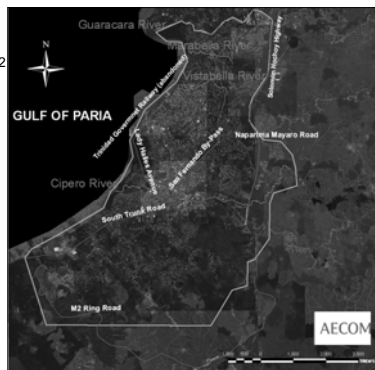 2
Guaracara River
Marabella River
Vistabella River
Solomon Hochoy Highway
Trinidad Government Railway (abandoned)
GULF OF PARIA
Naparima Mayaro Road
Lady Hailes Avenue
San Fernando By-Pass
Cipero River
South Trunk Road
M2 Ring Road
AECOM